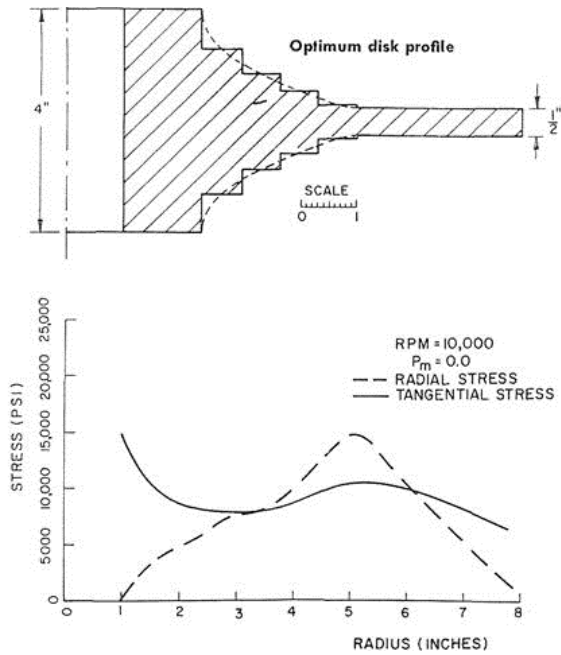 Optimum disk profile
4"
1"
2
SCALE
0 1
RPM = 10,000
Pm = 0.0
RADIAL STRESS
TANGENTIAL STRESS
STRESS (PSI)
25,000
20,000
15,000
10,000
5000
0
0 1 2 3 4 5 6 7 8
RADIUS (INCHES)